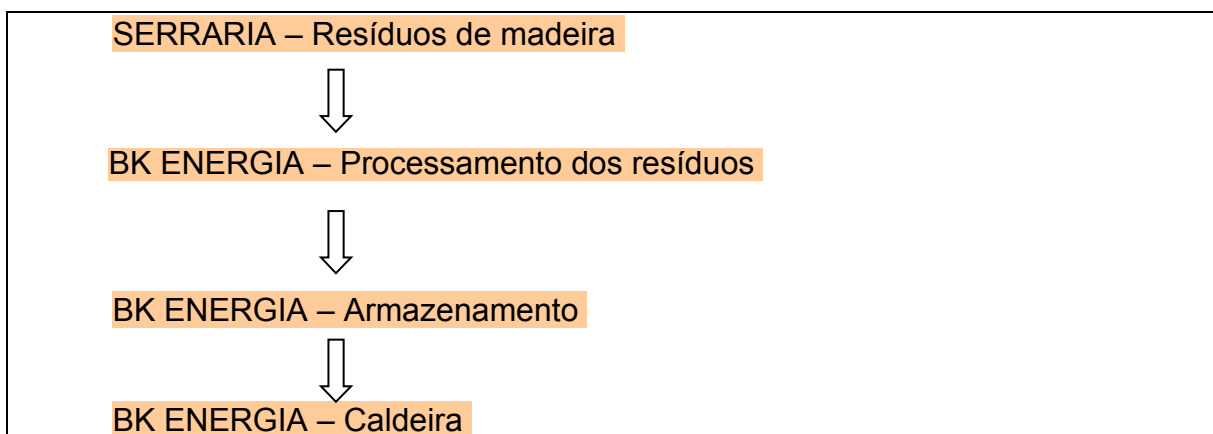 SERRARIA – Resíduos de madeira
BK ENERGIA – Processamento dos resíduos
BK ENERGIA – Armazenamento
BK ENERGIA – Caldeira